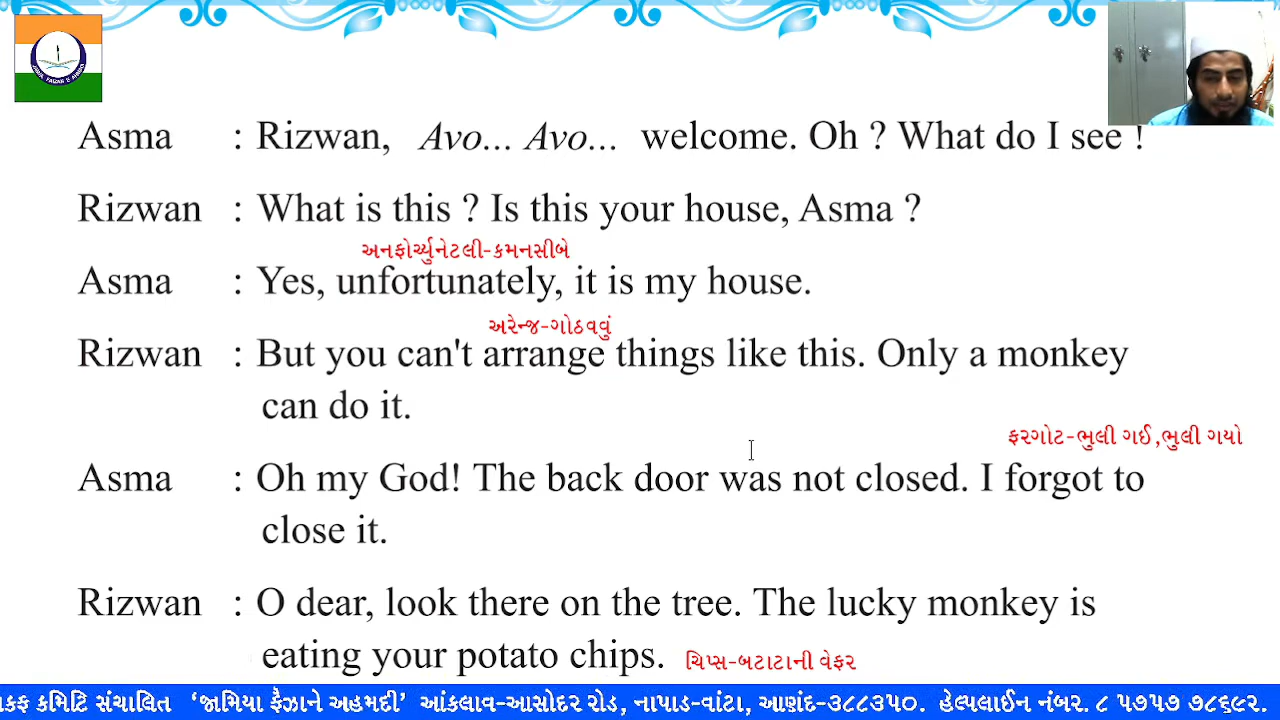 Asma : Rizwan, Avo... Avo... welcome. Oh ? What do I see !
Rizwan : What is this ? Is this your house, Asma ?
અનફોર્ચ્યુનેટલી-કમનસીબે
Asma : Yes, unfortunately, it is my house.
અરેન્જ-ગોઠવવું
Rizwan : But you can't arrange things like this. Only a monkey
can do it.
ફરગોટ-ભુલી ગઈ,ભુલી ગયો
Asma : Oh my God! The back door was not closed. I forgot to
close it.
Rizwan : O dear, look there on the tree. The lucky monkey is
eating your potato chips. ચિપ્સ-બટાટાની વેફર
કમિટિ સંચાલિત ‘જામિયા ફૈઝાને અહમદી’ આંકલાવ-આસોદર રોડ, નાપાડ-વાંટા, આણંદ-૩૮૮૩૫૦. હેલ્પલાઈન નંબર. ૮ ૫૭૫૭ ૭૮૬૯૨.